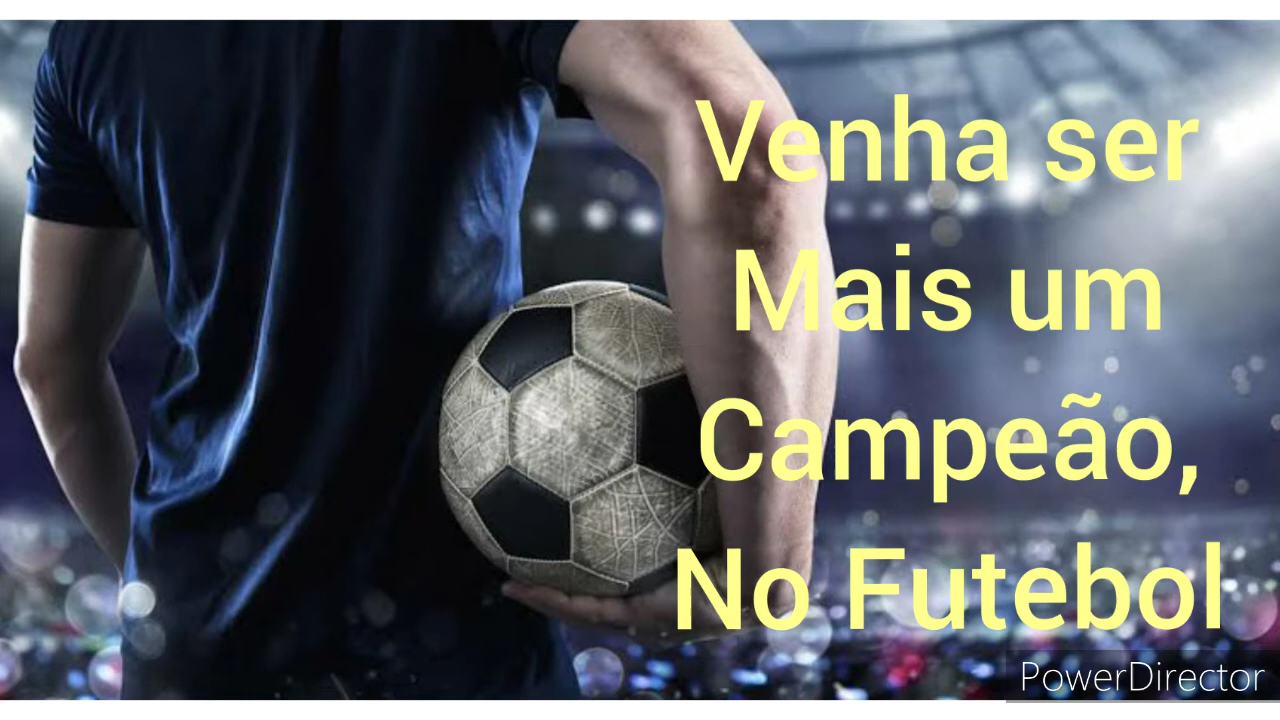 Venha ser
Mais um
Campeão,
No Futebol
PowerDirector